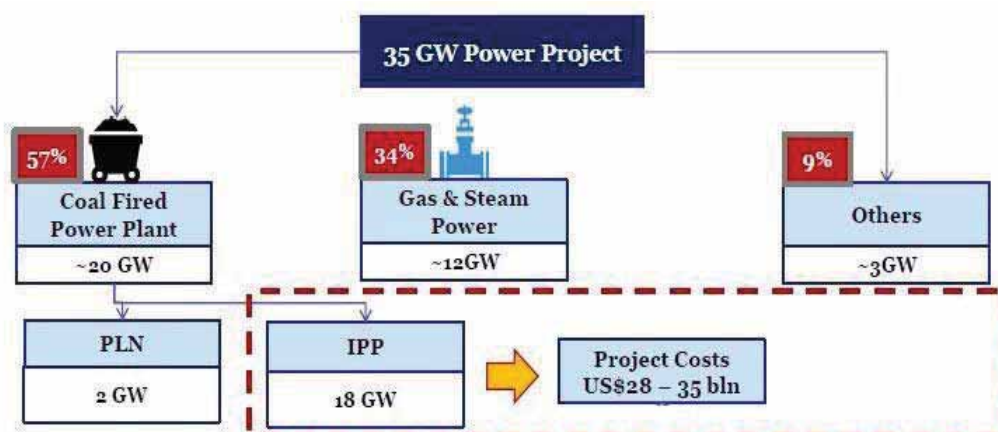 35 GW Power Project
57%
34%
9%
Coal Fired
Power Plant
~20 GW
Gas & Steam
Power
~12GW
Others
~3GW
PLN
2 GW
IPP
18 GW
Project Costs
US$28 – 35 bln